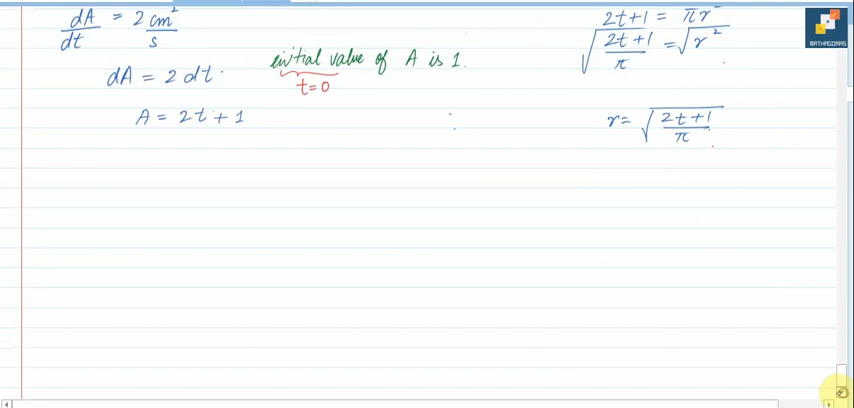 dA/dt = 2 cm²/s
initial value of A is 1.
t=0
dA = 2 dt.
A = 2t + 1
2t+1 = πr²
√(2t+1/π) = √r²
r = √(2t+1/π)
MATHAGORAS